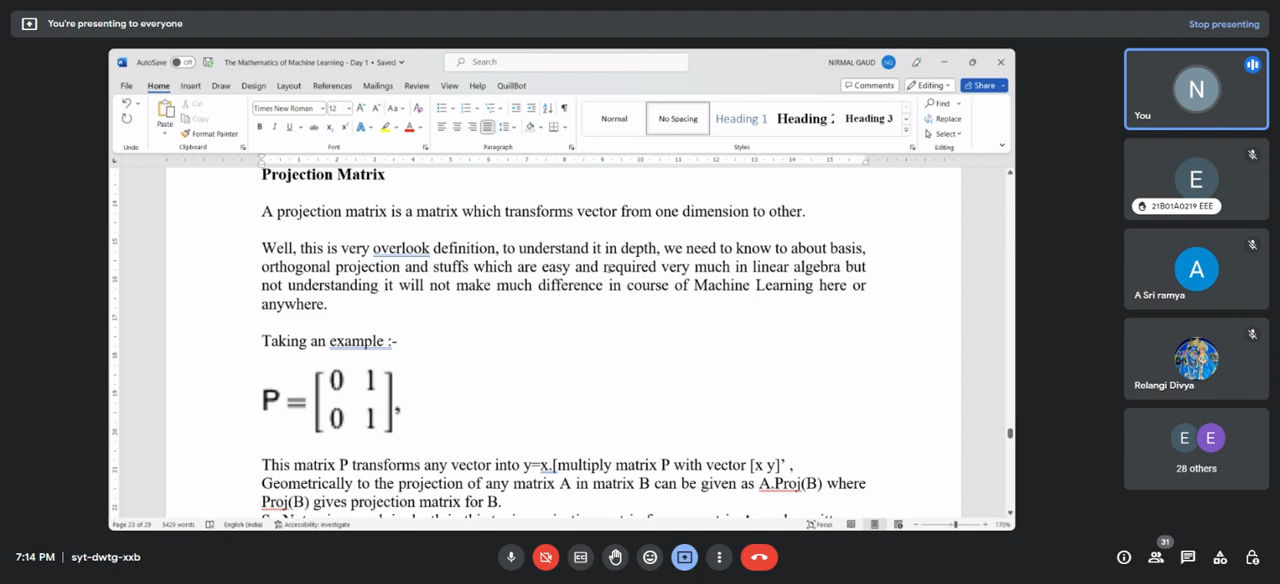 You're presenting to everyone
Stop presenting
AutoSave Off The Mathematics of Machine Learning - Day 1 • Saved
Search
NIRMAL GAUD NG
File Home Insert Draw Design Layout References Mailings Review View Help QuillBot
Comments Editing Share
Paste
Cut
Copy
Format Painter
Times New Roman 12
Normal
No Spacing
Heading 1
Heading 2
Heading 3
Find
Replace
Select
Undo Clipboard Font Paragraph Styles Editing
Projection Matrix
A projection matrix is a matrix which transforms vector from one dimension to other.
Well, this is very overlook definition, to understand it in depth, we need to know to about basis,
orthogonal projection and stuffs which are easy and required very much in linear algebra but
not understanding it will not make much difference in course of Machine Learning here or
anywhere.
Taking an example :-
P = [0 1
0 1],
This matrix P transforms any vector into y=x.[multiply matrix P with vector [x y]' ,
Geometrically to the projection of any matrix A in matrix B can be given as A.Proj(B) where
Proj(B) gives projection matrix for B.
Page 23 of 29 5429 words English (India) Accessibility: Investigate
Focus
170%
N
You
E
21B01A0219 EEE
A
A Sri ramya
Relangi Divya
E E
28 others
7:14 PM | syt-dwtg-xxb
31